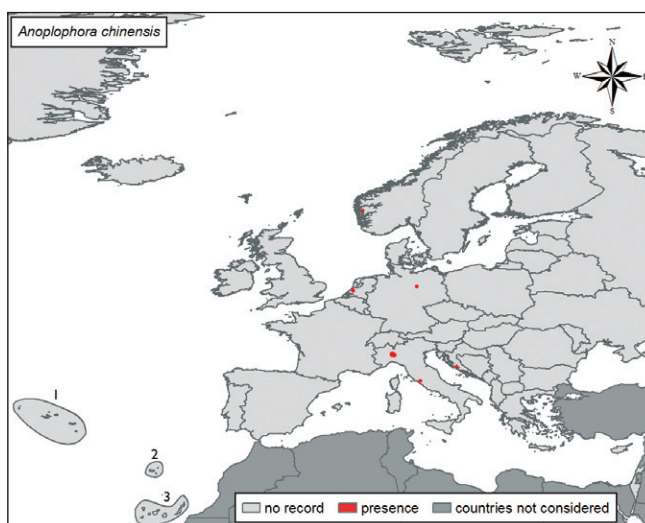 Anoplophora chinensis
N
W E
S
1
2
3
no record presence countries not considered